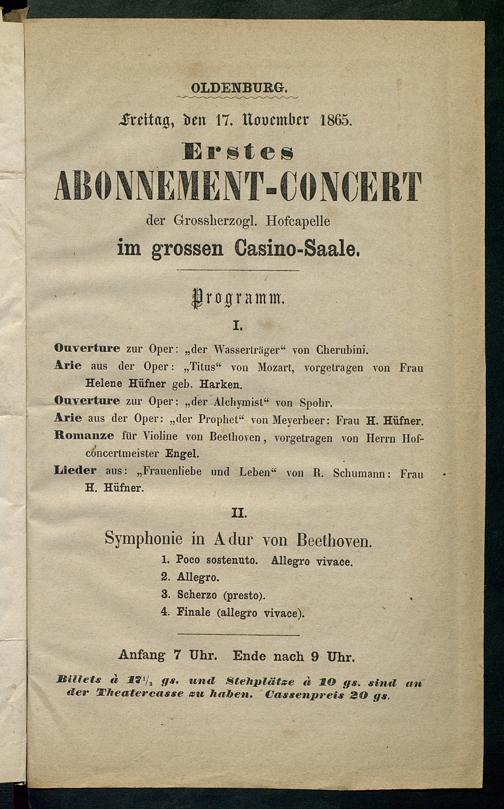 OLDENBURG.
Freitag, den 17. November 1865.
Erstes
ABONNEMENT-CONCERT
der Grossherzogl. Hofcapelle
im grossen Casino-Saale.
Programm.
I.
Ouverture zur Oper: „der Wasserträger“ von Cherubini.
Arie aus der Oper: „Titus“ von Mozart, vorgetragen von Frau
Helene Hüfner geb. Harken.
Ouverture zur Oper: „der Alchymist“ von Spohr.
Arie aus der Oper: „der Prophet“ von Meyerbeer: Frau H. Hüfner.
Romanze für Violine von Beethoven, vorgetragen von Herrn Hof-
concertmeister Engel.
Lieder aus: „Frauenliebe und Leben“ von R. Schumann: Frau
H. Hüfner.
II.
Symphonie in A dur von Beethoven.
1. Poco sostenuto. Allegro vivace.
2. Allegro.
3. Scherzo (presto).
4. Finale (allegro vivace).
Anfang 7 Uhr. Ende nach 9 Uhr.
Billets à 17½ gs. und Stehplätze à 10 gs. sind an
der Theatercasse zu haben. Cassenpreis 20 gs.